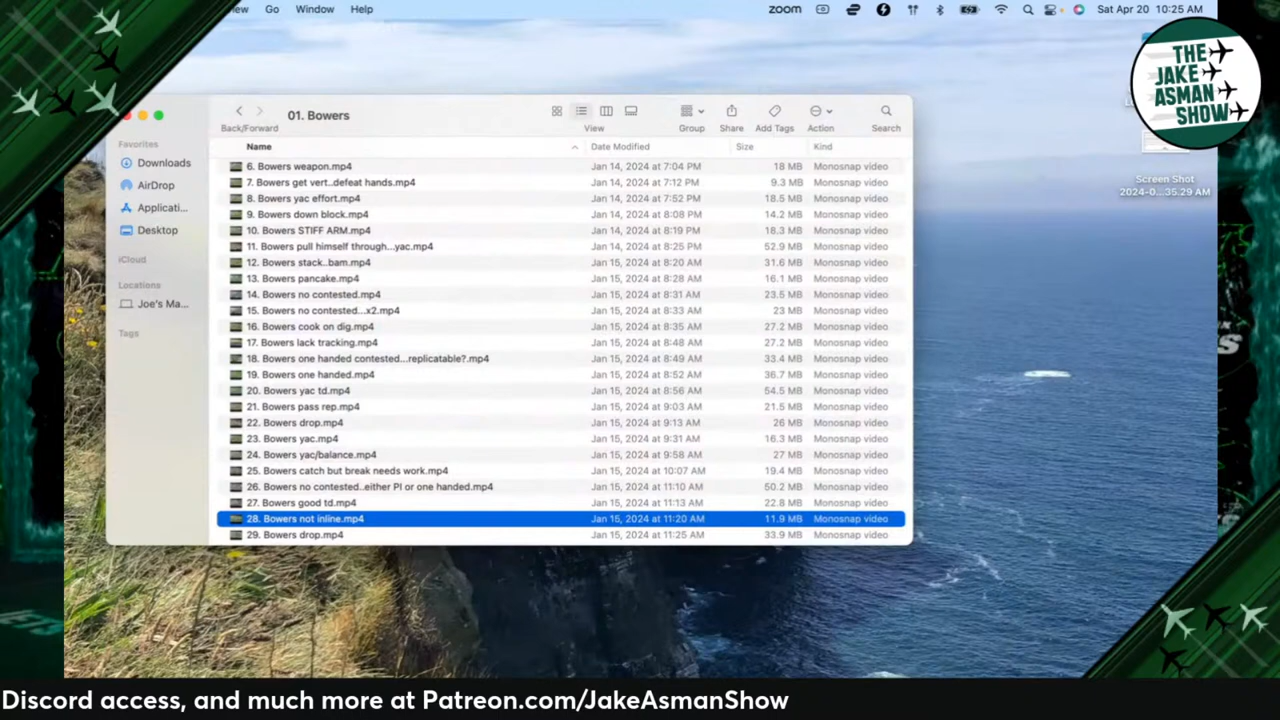 ew Go Window Help
zoom Sat Apr 20 10:25 AM
THE
JAKE
ASMAN
SHOW
01. Bowers
Back/Forward View Group Share Add Tags Action Search
Favorites
Downloads
AirDrop
Applicati...
Desktop
iCloud
Locations
Joe's Ma...
Tags
Name Date Modified Size Kind
6. Bowers weapon.mp4 Jan 14, 2024 at 7:04 PM 18 MB Monosnap video
7. Bowers get vert..defeat hands.mp4 Jan 14, 2024 at 7:12 PM 9.3 MB Monosnap video
8. Bowers yac effort.mp4 Jan 14, 2024 at 7:52 PM 18.5 MB Monosnap video
9. Bowers down block.mp4 Jan 14, 2024 at 8:08 PM 14.2 MB Monosnap video
10. Bowers STIFF ARM.mp4 Jan 14, 2024 at 8:19 PM 18.3 MB Monosnap video
11. Bowers pull himself through...yac.mp4 Jan 14, 2024 at 8:25 PM 52.9 MB Monosnap video
12. Bowers stack..bam.mp4 Jan 15, 2024 at 8:20 AM 31.6 MB Monosnap video
13. Bowers pancake.mp4 Jan 15, 2024 at 8:28 AM 16.1 MB Monosnap video
14. Bowers no contested.mp4 Jan 15, 2024 at 8:31 AM 23.5 MB Monosnap video
15. Bowers no contested...x2.mp4 Jan 15, 2024 at 8:33 AM 23 MB Monosnap video
16. Bowers cook on dig.mp4 Jan 15, 2024 at 8:35 AM 27.2 MB Monosnap video
17. Bowers lack tracking.mp4 Jan 15, 2024 at 8:48 AM 27.2 MB Monosnap video
18. Bowers one handed contested...replicatable?.mp4 Jan 15, 2024 at 8:49 AM 33.4 MB Monosnap video
19. Bowers one handed.mp4 Jan 15, 2024 at 8:52 AM 36.7 MB Monosnap video
20. Bowers yac td.mp4 Jan 15, 2024 at 8:56 AM 54.5 MB Monosnap video
21. Bowers pass rep.mp4 Jan 15, 2024 at 9:03 AM 21.5 MB Monosnap video
22. Bowers drop.mp4 Jan 15, 2024 at 9:13 AM 26 MB Monosnap video
23. Bowers yac.mp4 Jan 15, 2024 at 9:31 AM 16.3 MB Monosnap video
24. Bowers yac/balance.mp4 Jan 15, 2024 at 9:58 AM 27 MB Monosnap video
25. Bowers catch but break needs work.mp4 Jan 15, 2024 at 10:07 AM 19.4 MB Monosnap video
26. Bowers no contested..either PI or one handed.mp4 Jan 15, 2024 at 11:10 AM 50.2 MB Monosnap video
27. Bowers good td.mp4 Jan 15, 2024 at 11:13 AM 22.8 MB Monosnap video
28. Bowers not inline.mp4 Jan 15, 2024 at 11:20 AM 11.9 MB Monosnap video
29. Bowers drop.mp4 Jan 15, 2024 at 11:25 AM 33.9 MB Monosnap video
Screen Shot
2024-0...35.29 AM
Discord access, and much more at Patreon.com/JakeAsmanShow